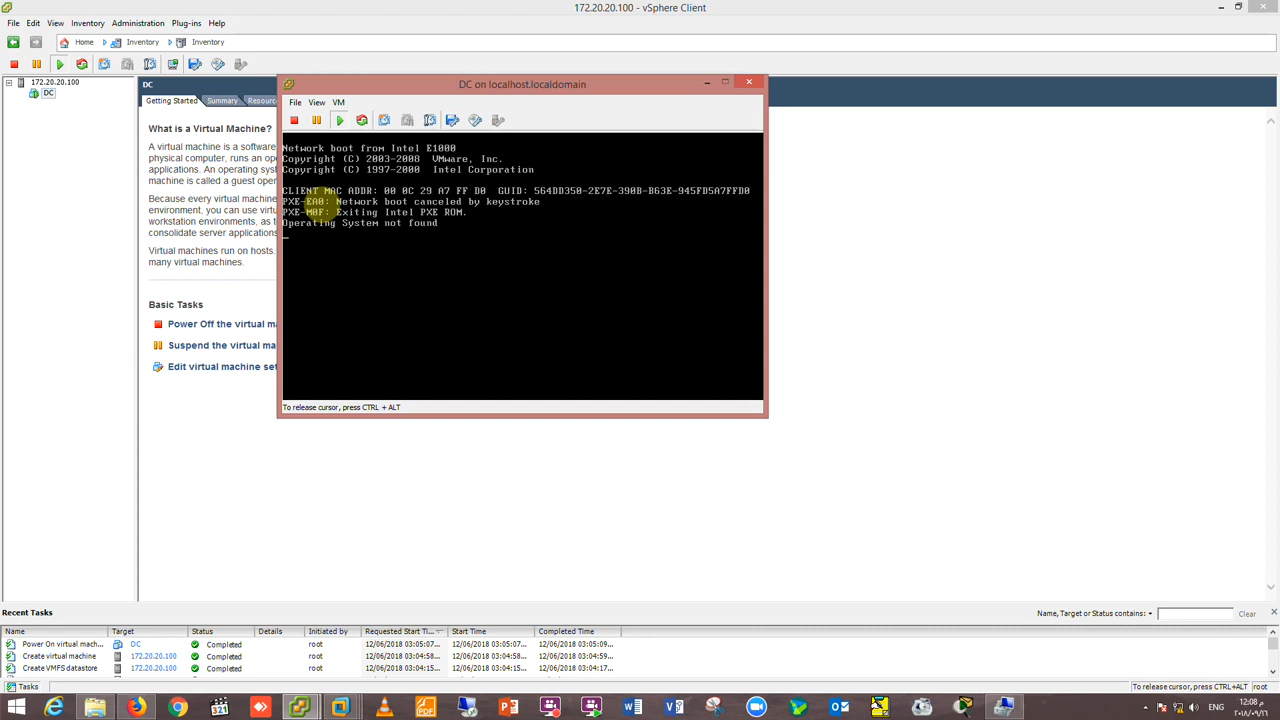 172.20.20.100 - vSphere Client
File Edit View Inventory Administration Plug-ins Help
Home Inventory Inventory
172.20.20.100
DC
DC
Getting Started Summary Resourc
What is a Virtual Machine?
A virtual machine is a software
physical computer, runs an ope
applications. An operating syste
machine is called a guest opera
Because every virtual machine
environment, you can use virtu
workstation environments, as te
consolidate server applications
Virtual machines run on hosts.
many virtual machines.
Basic Tasks
Power Off the virtual ma
Suspend the virtual ma
Edit virtual machine set
DC on localhost.localdomain
File View VM
Network boot from Intel E1000
Copyright (C) 2003-2008 VMware, Inc.
Copyright (C) 1997-2000 Intel Corporation
CLIENT MAC ADDR: 00 0C 29 A7 FF D0 GUID: 564DD350-2E7E-390B-B63E-945FD5A7FFD0
PXE-EA0: Network boot canceled by keystroke
PXE-M0F: Exiting Intel PXE ROM.
Operating System not found
To release cursor, press CTRL + ALT
Recent Tasks
Name, Target or Status contains: Clear
Name Target Status Details Initiated by Requested Start Ti... Start Time Completed Time
Power On virtual mach... DC Completed root 12/06/2018 03:05:07... 12/06/2018 03:05:07... 12/06/2018 03:05:09...
Create virtual machine 172.20.20.100 Completed root 12/06/2018 03:04:58... 12/06/2018 03:04:58... 12/06/2018 03:04:58...
Create VMFS datastore 172.20.20.100 Completed root 12/06/2018 03:04:15... 12/06/2018 03:04:15... 12/06/2018 03:04:17...
Tasks
To release cursor, press CTRL+ALT root
321
PDF
ENG
12:08 م